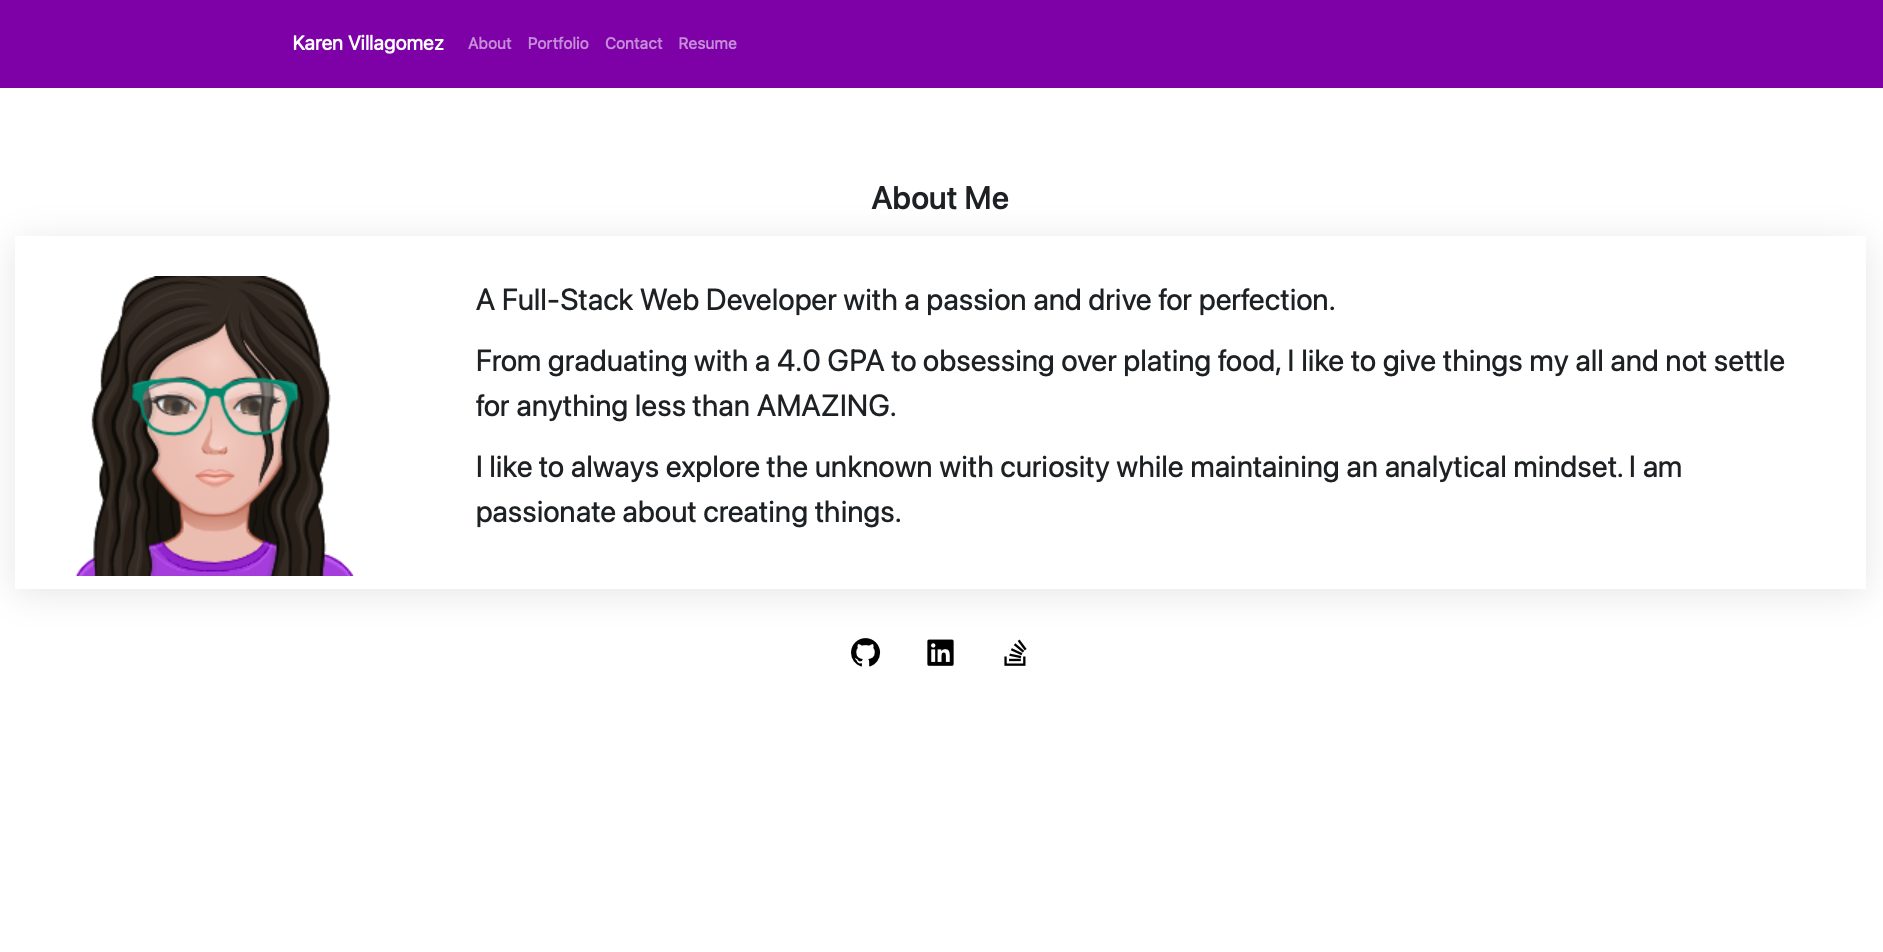 Karen Villagomez About Portfolio Contact Resume
About Me
A Full-Stack Web Developer with a passion and drive for perfection.
From graduating with a 4.0 GPA to obsessing over plating food, I like to give things my all and not settle
for anything less than AMAZING.
I like to always explore the unknown with curiosity while maintaining an analytical mindset. I am
passionate about creating things.
in